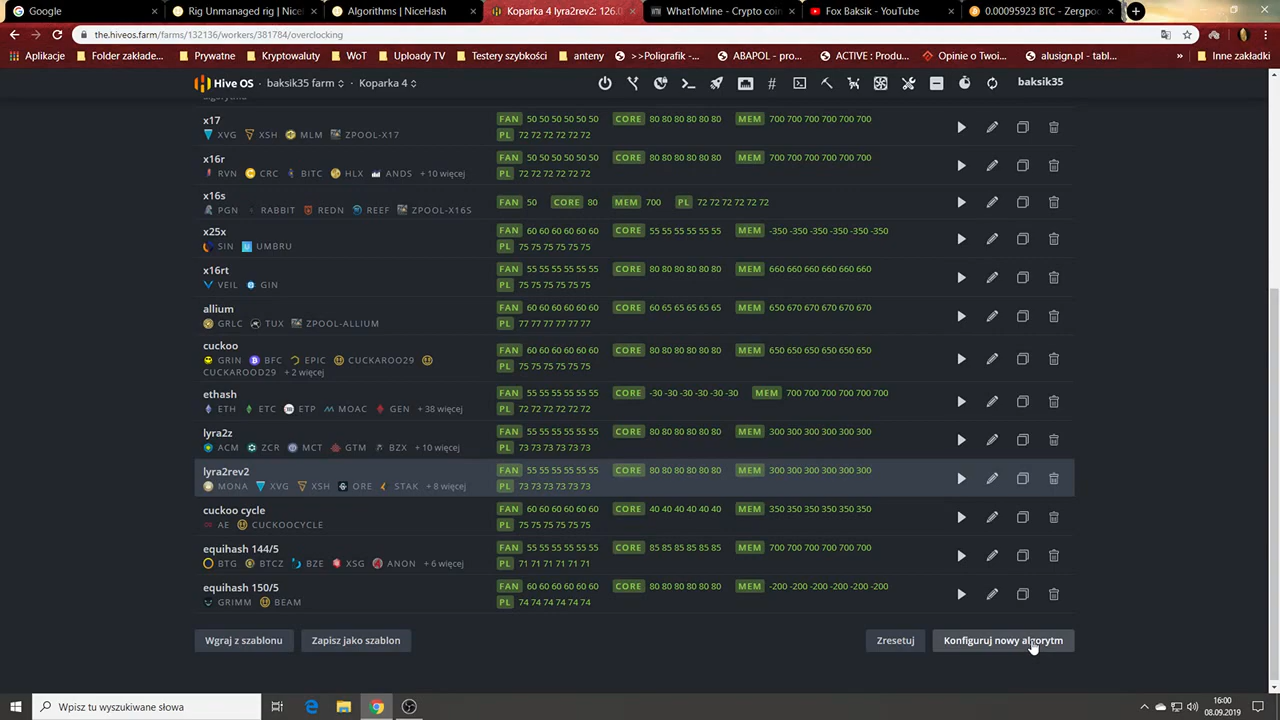 Google
Rig Unmanaged rig | NiceH
Algorithms | NiceHash
Koparka 4 lyra2rev2: 126.0
WhatToMine - Crypto coin
Fox Baksik - YouTube
0.00095923 BTC - Zergpoo
the.hiveos.farm/farms/132136/workers/381784/overclocking
Aplikacje
Folder zakłade...
Prywatne
Kryptowaluty
WoT
Uploady TV
Testery szybkości
anteny
>>Poligrafik - ...
ABAPOL - pro...
ACTIVE : Produ...
Opinie o Twoi...
alusign.pl - tabl...
Inne zakładki
Hive OS
baksik35 farm
Koparka 4
baksik35
x17
FAN 50 50 50 50 50 50 CORE 80 80 80 80 80 80 MEM 700 700 700 700 700 700
XVG XSH MLM ZPOOL-X17
PL 72 72 72 72 72 72
x16r
FAN 50 50 50 50 50 50 CORE 80 80 80 80 80 80 MEM 700 700 700 700 700 700
RVN CRC BITC HLX ANDS + 10 więcej
PL 72 72 72 72 72 72
x16s
FAN 50 CORE 80 MEM 700 PL 72 72 72 72 72 72
PGN RABBIT REDN REEF ZPOOL-X16S
x25x
FAN 60 60 60 60 60 60 CORE 55 55 55 55 55 55 MEM -350 -350 -350 -350 -350 -350
SIN UMBRU
PL 75 75 75 75 75 75
x16rt
FAN 55 55 55 55 55 55 CORE 80 80 80 80 80 80 MEM 660 660 660 660 660 660
VEIL GIN
PL 75 75 75 75 75 75
allium
FAN 60 60 60 60 60 60 CORE 60 65 65 65 65 65 MEM 650 670 670 670 670 670
GRLC TUX ZPOOL-ALLIUM
PL 77 77 77 77 77 77
cuckoo
FAN 60 60 60 60 60 60 CORE 80 80 80 80 80 80 MEM 650 650 650 650 650 650
GRIN BFC EPIC CUCKAROO29
PL 75 75 75 75 75 75
CUCKAROOD29 + 2 więcej
ethash
FAN 55 55 55 55 55 55 CORE -30 -30 -30 -30 -30 -30 MEM 700 700 700 700 700 700
ETH ETC ETP MOAC GEN + 38 więcej
PL 72 72 72 72 72 72
lyra2z
FAN 55 55 55 55 55 55 CORE 80 80 80 80 80 80 MEM 300 300 300 300 300 300
ACM ZCR MCT GTM BZX + 10 więcej
PL 73 73 73 73 73 73
lyra2rev2
FAN 55 55 55 55 55 55 CORE 80 80 80 80 80 80 MEM 300 300 300 300 300 300
MONA XVG XSH ORE STAK + 8 więcej
PL 73 73 73 73 73 73
cuckoo cycle
FAN 60 60 60 60 60 60 CORE 40 40 40 40 40 40 MEM 350 350 350 350 350 350
AE CUCKOOCYCLE
PL 75 75 75 75 75 75
equihash 144/5
FAN 55 55 55 55 55 55 CORE 85 85 85 85 85 85 MEM 700 700 700 700 700 700
BTG BTCZ BZE XSG ANON + 6 więcej
PL 71 71 71 71 71 71
equihash 150/5
FAN 60 60 60 60 60 60 CORE 80 80 80 80 80 80 MEM -200 -200 -200 -200 -200 -200
GRIMM BEAM
PL 74 74 74 74 74 74
Wgraj z szablonu
Zapisz jako szablon
Zresetuj
Konfiguruj nowy algorytm
Wpisz tu wyszukiwane słowa
16:00
08.09.2019